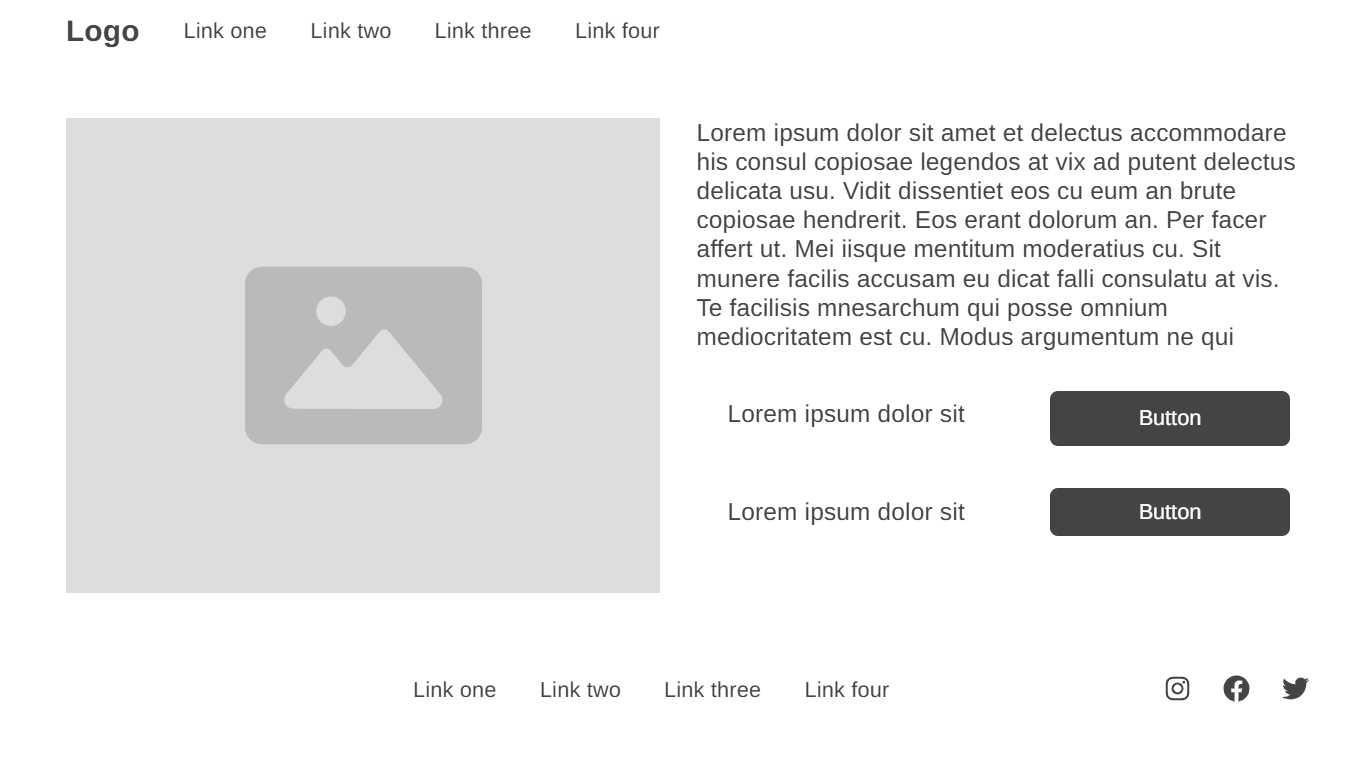 Logo Link one Link two Link three Link four
Lorem ipsum dolor sit amet et delectus accommodare
his consul copiosae legendos at vix ad putent delectus
delicata usu. Vidit dissentiet eos cu eum an brute
copiosae hendrerit. Eos erant dolorum an. Per facer
affert ut. Mei iisque mentitum moderatius cu. Sit
munere facilis accusam eu dicat falli consulatu at vis.
Te facilisis mnesarchum qui posse omnium
mediocritatem est cu. Modus argumentum ne qui
Lorem ipsum dolor sit Button
Lorem ipsum dolor sit Button
Link one Link two Link three Link four